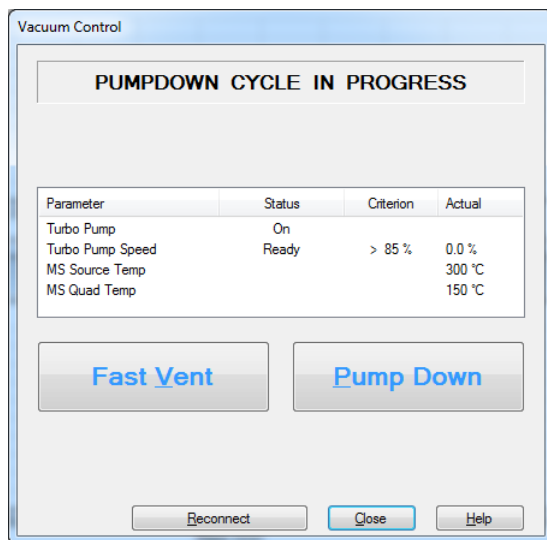 Vacuum Control
PUMPDOWN CYCLE IN PROGRESS
Parameter Status Criterion Actual
Turbo Pump On
Turbo Pump Speed Ready > 85 % 0.0 %
MS Source Temp 300 °C
MS Quad Temp 150 °C
Fast Vent Pump Down
Reconnect Close Help